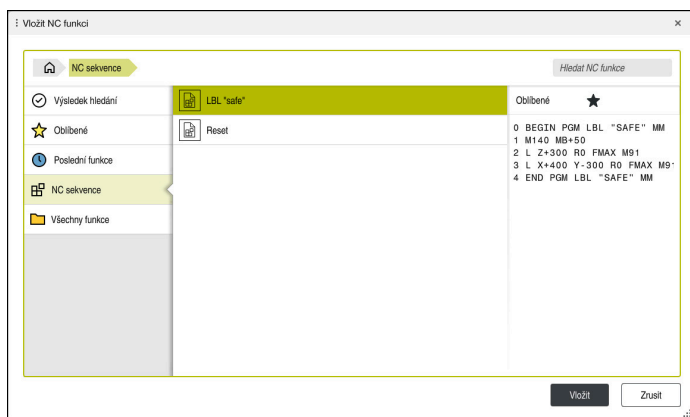 Vložit NC funkci
NC sekvence
Hledat NC funkce
Výsledek hledání
Oblíbené
Poslední funkce
NC sekvence
Všechny funkce
LBL "safe"
Reset
Oblíbené
0 BEGIN PGM LBL "SAFE" MM
1 M140 MB+50
2 L Z+300 R0 FMAX M91
3 L X+400 Y-300 R0 FMAX M9
4 END PGM LBL "SAFE" MM
Vložit
Zrusit